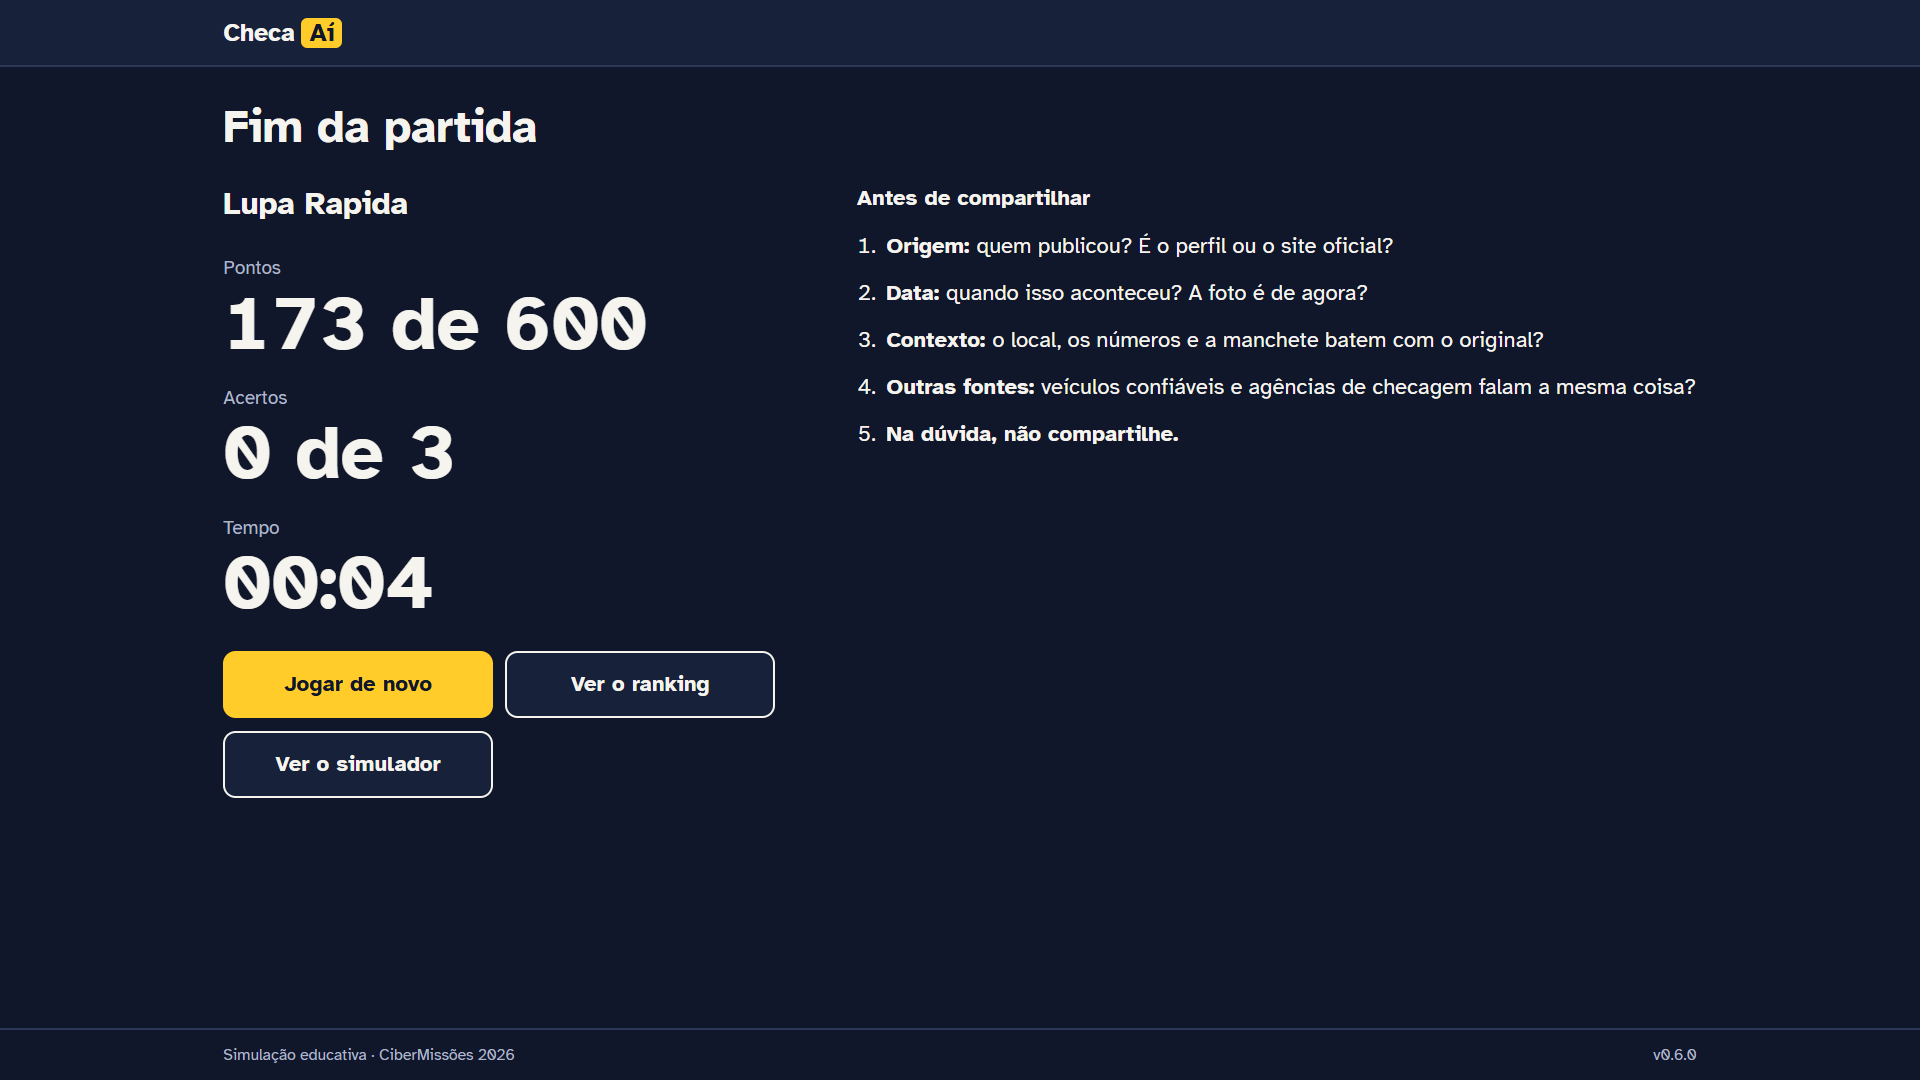 Checa Aí
Fim da partida
Lupa Rapida
Pontos
173 de 600
Acertos
0 de 3
Tempo
00:04
Jogar de novo
Ver o ranking
Ver o simulador
Antes de compartilhar
1. Origem: quem publicou? É o perfil ou o site oficial?
2. Data: quando isso aconteceu? A foto é de agora?
3. Contexto: o local, os números e a manchete batem com o original?
4. Outras fontes: veículos confiáveis e agências de checagem falam a mesma coisa?
5. Na dúvida, não compartilhe.
Simulação educativa · CiberMissões 2026
v0.6.0